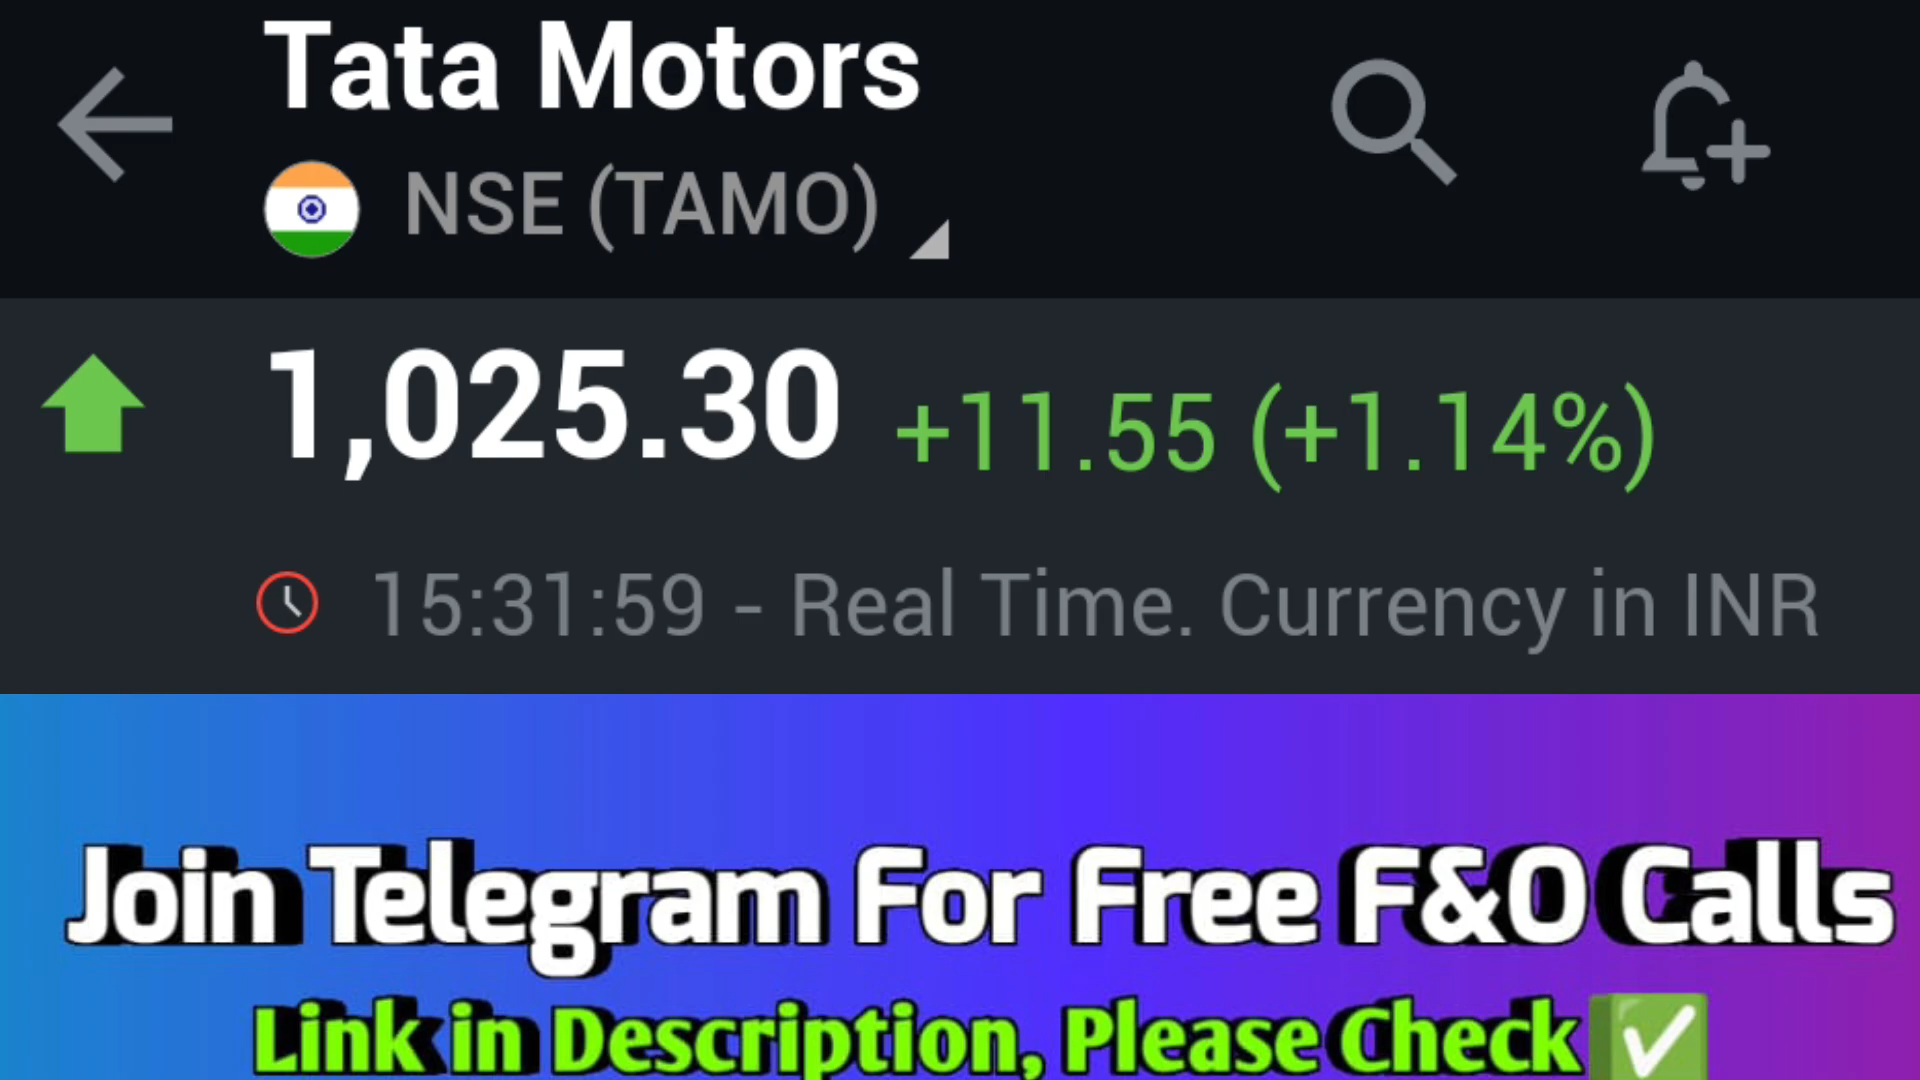 Tata Motors
NSE (TAMO)
1,025.30 +11.55 (+1.14%)
15:31:59 - Real Time. Currency in INR
Join Telegram For Free F&O Calls
Link in Description, Please Check ✅